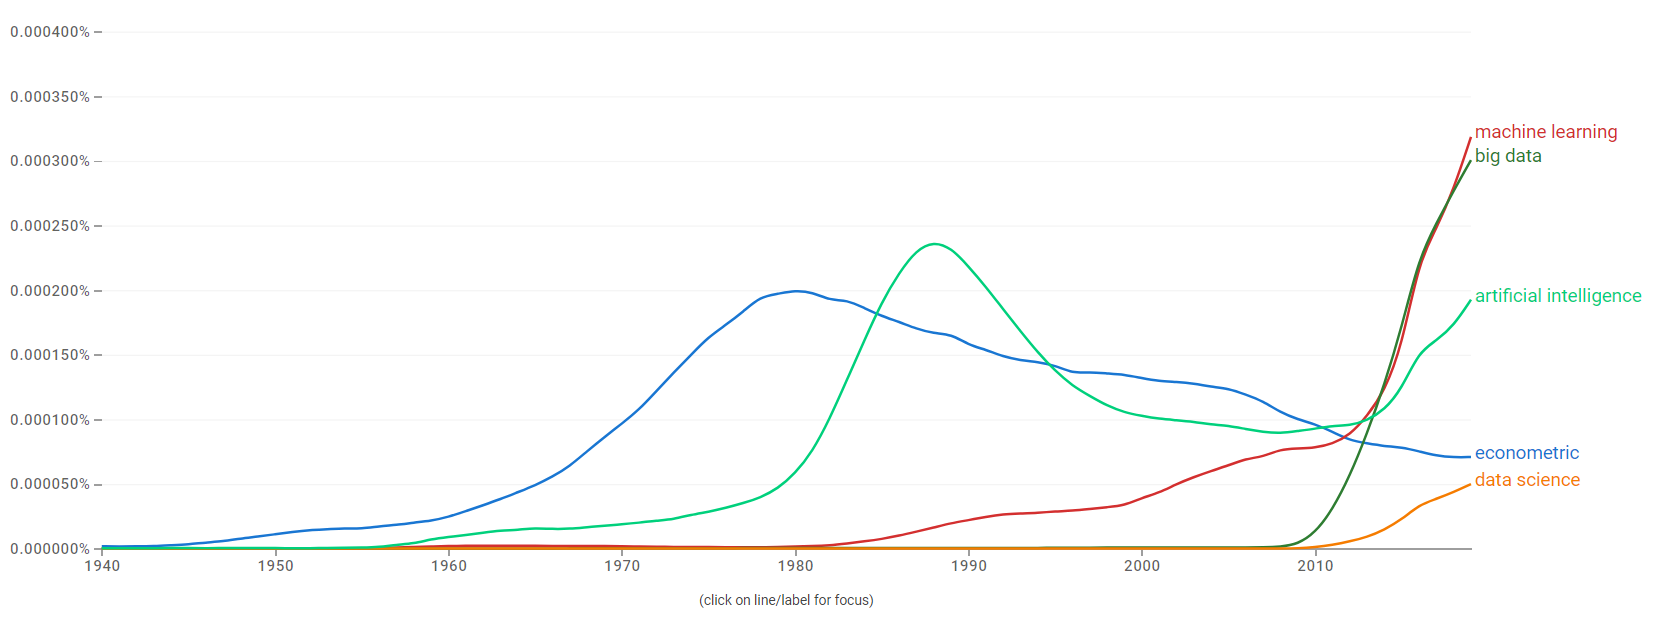 0.000400%
0.000350%
machine learning
big data
0.000300%
0.000250%
0.000200%
artificial intelligence
0.000150%
0.000100%
econometric
data science
0.000050%
0.000000%
1940 1950 1960 1970 1980 1990 2000 2010
(click on line/label for focus)